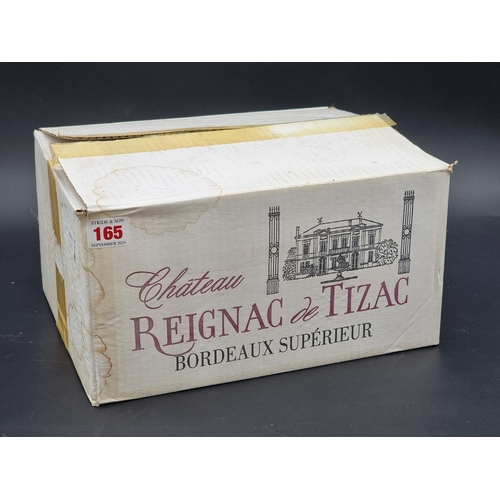 STRIDE & SON
165
Château
REIGNAC de TIZAC
BORDEAUX SUPÉRIEUR